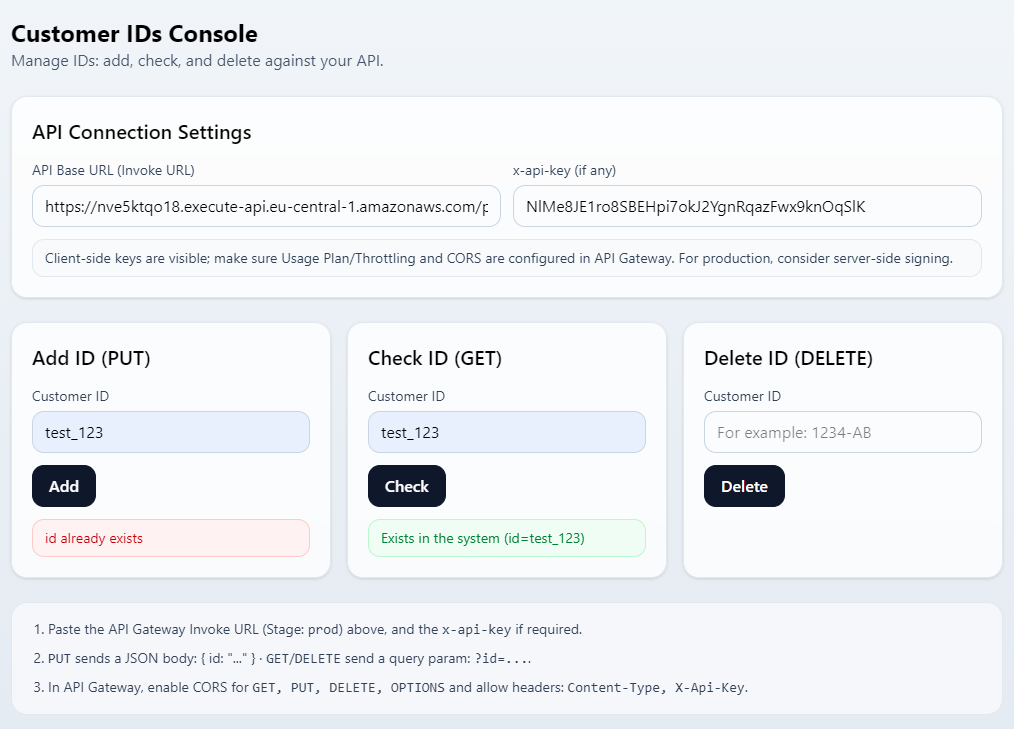 Customer IDs Console
Manage IDs: add, check, and delete against your API.
API Connection Settings
API Base URL (Invoke URL)
x-api-key (if any)
https://nve5ktqo18.execute-api.eu-central-1.amazonaws.com/p
NlMe8JE1ro8SBEHpi7okJ2YgnRqazFwx9knOqSlK
Client-side keys are visible; make sure Usage Plan/Throttling and CORS are configured in API Gateway. For production, consider server-side signing.
Add ID (PUT)
Customer ID
test_123
Add
id already exists
Check ID (GET)
Customer ID
test_123
Check
Exists in the system (id=test_123)
Delete ID (DELETE)
Customer ID
For example: 1234-AB
Delete
1. Paste the API Gateway Invoke URL (Stage: prod) above, and the x-api-key if required.
2. PUT sends a JSON body: { id: "..." } · GET/DELETE send a query param: ?id=....
3. In API Gateway, enable CORS for GET, PUT, DELETE, OPTIONS and allow headers: Content-Type, X-Api-Key.